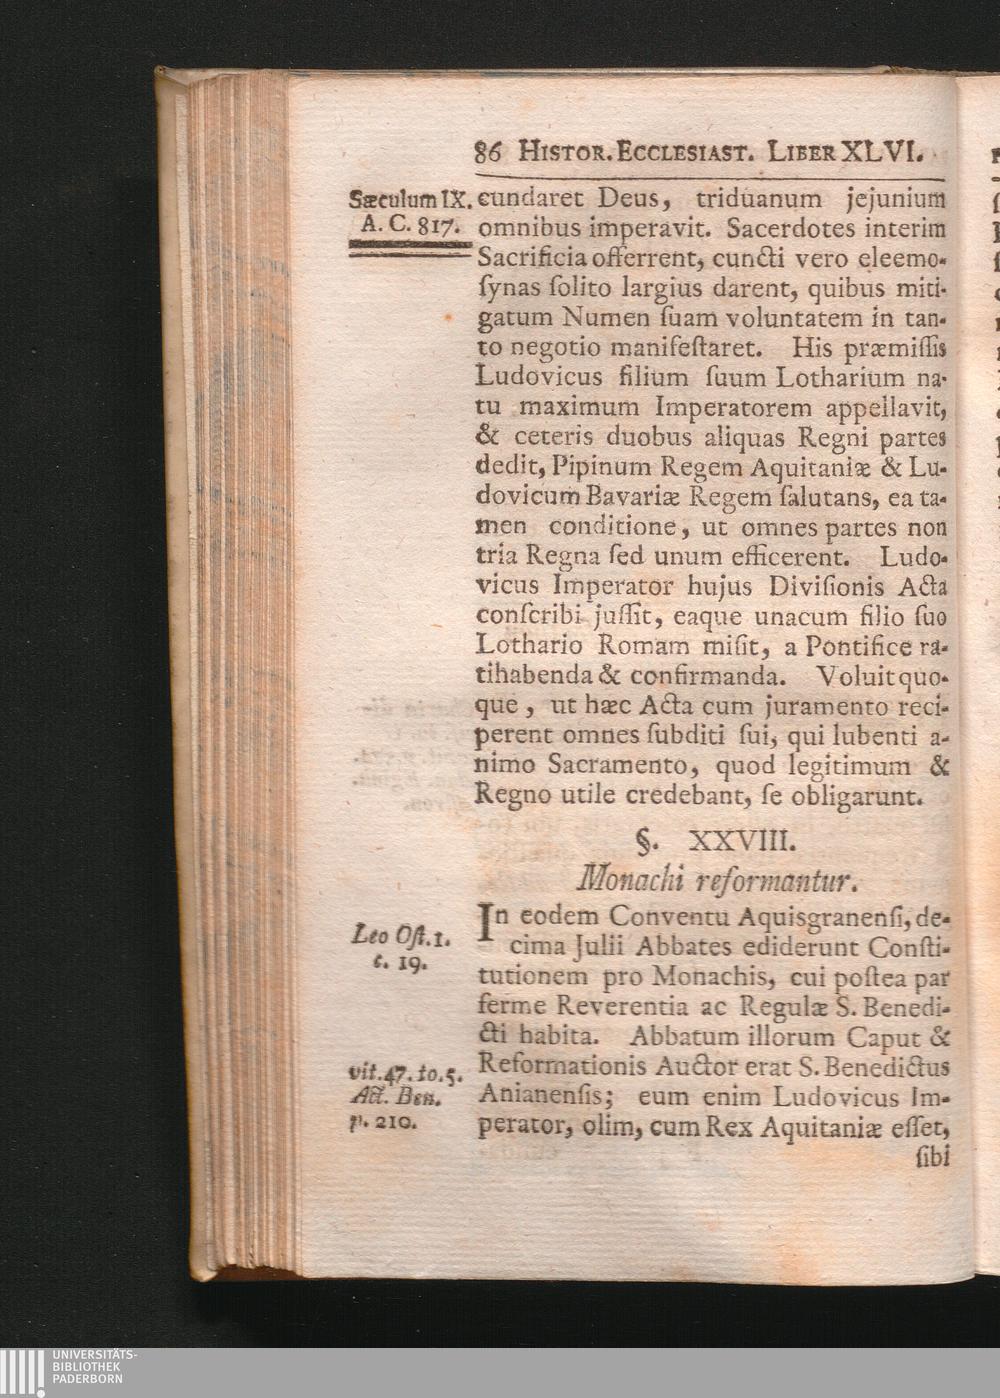 86 HISTOR. ECCLESIAST. LIBER XLVI.
Sæculum IX.
A. C. 817.
cundaret Deus, triduanum jejunium
omnibus imperavit. Sacerdotes interim
Sacrificia offerrent, cuncti vero eleemo-
ſynas ſolito largius darent, quibus miti-
gatum Numen ſuam voluntatem in tan-
to negotio manifeſtaret. His præmiſſis
Ludovicus filium ſuum Lotharium na-
tu maximum Imperatorem appellavit,
& ceteris duobus aliquas Regni partes
dedit, Pipinum Regem Aquitaniæ & Lu-
dovicum Bavariæ Regem ſalutans, ea ta-
men conditione, ut omnes partes non
tria Regna ſed unum efficerent. Ludo-
vicus Imperator hujus Diviſionis Acta
conſcribi juſſit, eaque unacum filio ſuo
Lothario Romam miſit, a Pontifice ra-
tihabenda & confirmanda. Voluit quo-
que, ut hæc Acta cum juramento reci-
perent omnes ſubditi ſui, qui lubenti a-
nimo Sacramento, quod legitimum &
Regno utile credebant, ſe obligarunt.
§. XXVIII.
Monachi reformantur.
Leo Oſt. 1.
c. 19.
In eodem Conventu Aquisgranenſi, de-
cima Julii Abbates ediderunt Conſti-
tutionem pro Monachis, cui poſtea par
ferme Reverentia ac Regulæ S. Benedi-
cti habita. Abbatum illorum Caput &
Reformationis Auctor erat S. Benedictus
Anianenſis; eum enim Ludovicus Im-
perator, olim, cum Rex Aquitaniæ eſſet,
vit. 47. to. 5.
Act. Ben.
p. 210.
ſibi
UNIVERSITÄTS-
BIBLIOTHEK
PADERBORN